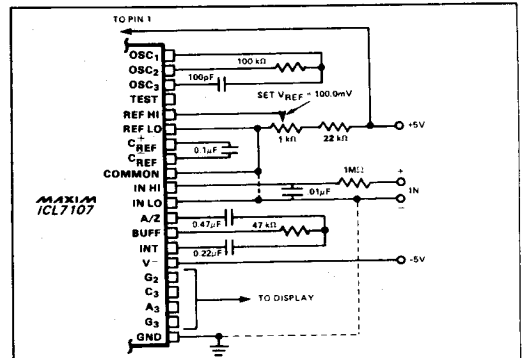 TO PIN 1
OSC1
100 kΩ
OSC2
100pF
OSC3
TEST
SET VREF = 100.0mV
REF HI
REF LO
+5V
1 kΩ
22 kΩ
C+REF
0.1µF
C-REF
COMMON
1MΩ
+
IN HI
.01µF
IN
IN LO
−
MAXIM
ICL7107
A/Z
0.47µF
BUFF
47 kΩ
INT
0.22µF
V−
-5V
G2
C3
TO DISPLAY
A3
G3
GND